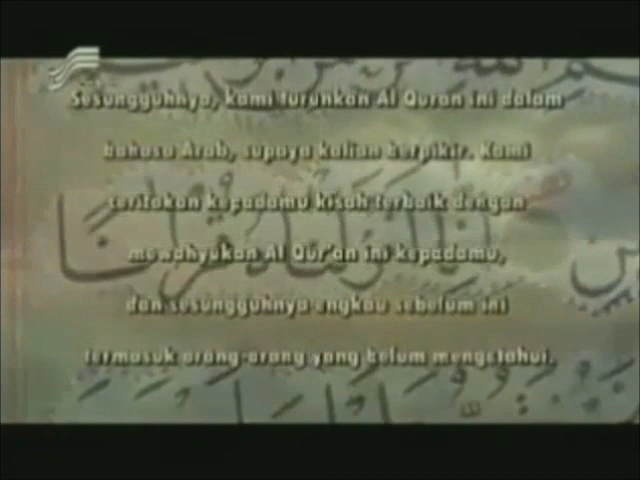 Sesungguhnya, kami turunkan Al Quran ini dalam
bahasa Arab, supaya kalian berpikir. Kami
ceritakan kepadamu kisah terbaik dengan
mewahyukan Al Qur'an ini kepadamu,
dan sesungguhnya engkau sebelum ini
termasuk orang-orang yang belum mengetahui.